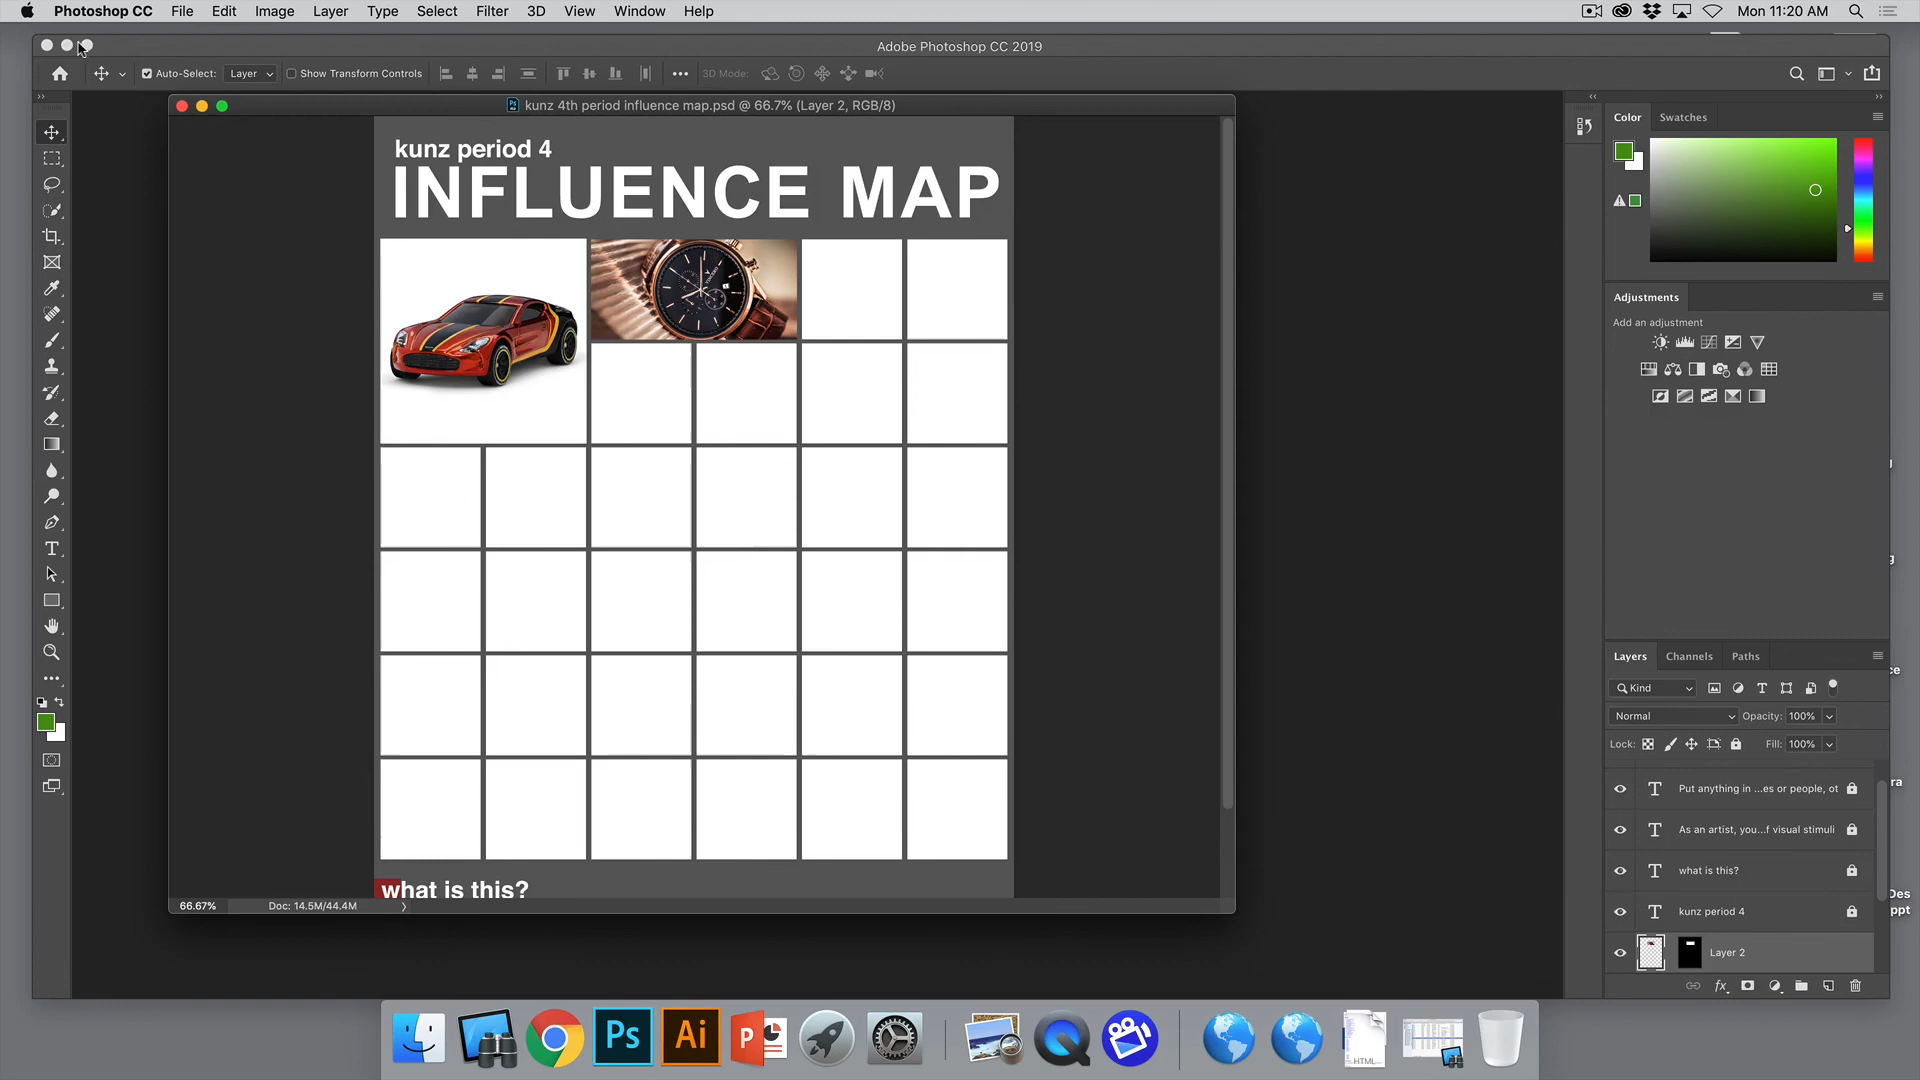 Photoshop CC File Edit Image Layer Type Select Filter 3D View Window Help Mon 11:20 AM
Adobe Photoshop CC 2019
Auto-Select: Layer Show Transform Controls 3D Mode:
kunz 4th period influence map.psd @ 66.7% (Layer 2, RGB/8)
Color Swatches
kunz period 4
INFLUENCE MAP
Adjustments
Add an adjustment
Layers Channels Paths
Kind
Normal Opacity: 100%
Lock: Fill: 100%
Put anything in ...es or people, ot
As an artist, you...f visual stimuli
what is this?
kunz period 4
Layer 2
what is this?
66.67% Doc: 14.5M/44.4M
fx
Ps Ai P HTML